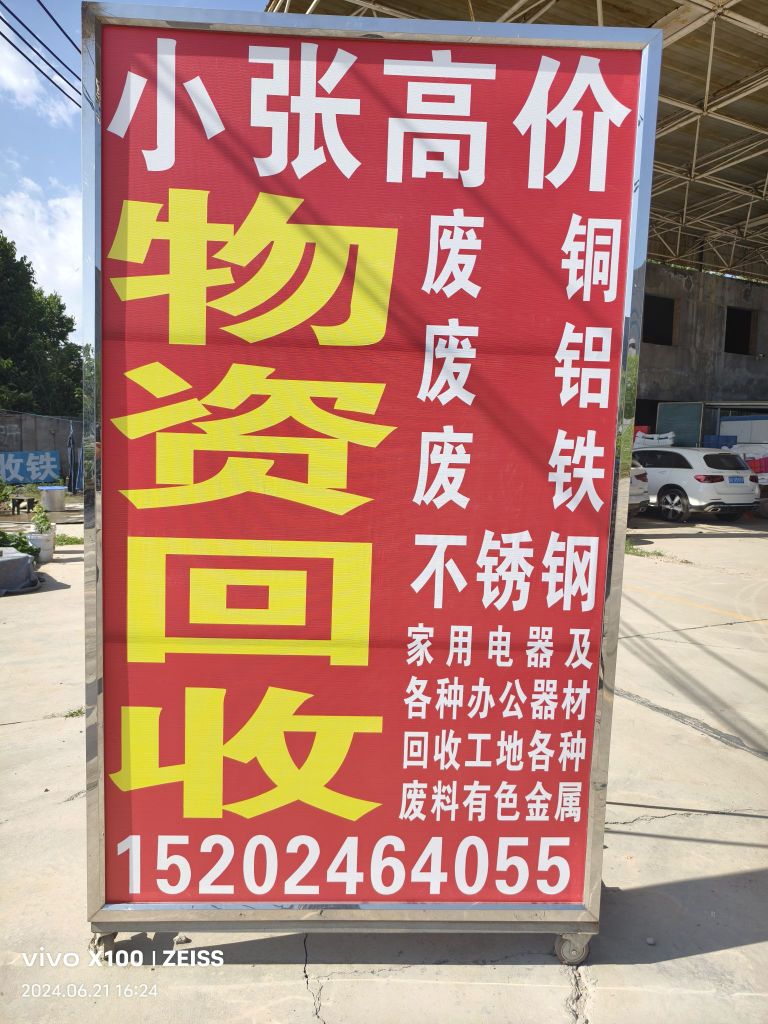 小张高价
物资回收
废铜
废铝
废铁
不锈钢
家用电器及
各种办公器材
回收工地各种
废料有色金属
15202464055
收铁
vivo X100 | ZEISS
2024.06.21 16:24